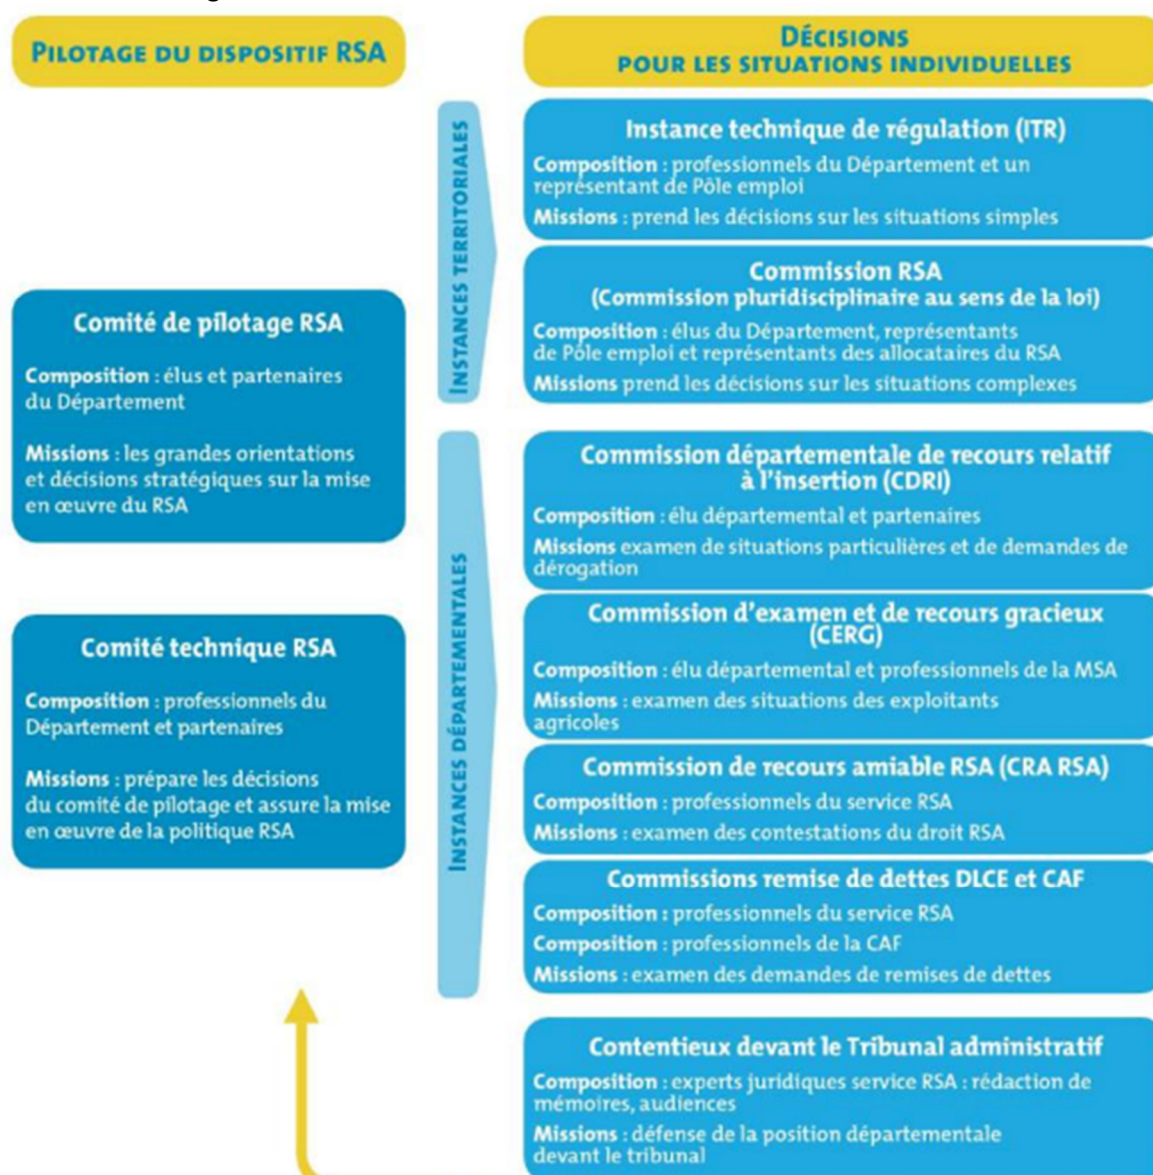 PILOTAGE DU DISPOSITIF RSA
Comité de pilotage RSA
Composition : élus et partenaires
du Département
Missions : les grandes orientations
et décisions stratégiques sur la mise
en œuvre du RSA
Comité technique RSA
Composition : professionnels du
Département et partenaires
Missions : prépare les décisions
du comité de pilotage et assure la mise
en œuvre de la politique RSA
DÉCISIONS
POUR LES SITUATIONS INDIVIDUELLES
INSTANCES TERRITORIALES
Instance technique de régulation (ITR)
Composition : professionnels du Département et un
représentant de Pôle emploi
Missions : prend les décisions sur les situations simples
Commission RSA
(Commission pluridisciplinaire au sens de la loi)
Composition : élus du Département, représentants
de Pôle emploi et représentants des allocataires du RSA
Missions prend les décisions sur les situations complexes
INSTANCES DÉPARTEMENTALES
Commission départementale de recours relatif
à l'insertion (CDRI)
Composition : élu départemental et partenaires
Missions examen de situations particulières et de demandes de
dérogation
Commission d'examen et de recours gracieux
(CERG)
Composition : élu départemental et professionnels de la MSA
Missions : examen des situations des exploitants
agricoles
Commission de recours amiable RSA (CRA RSA)
Composition : professionnels du service RSA
Missions : examen des contestations du droit RSA
Commissions remise de dettes DLCE et CAF
Composition : professionnels du service RSA
Composition : professionnels de la CAF
Missions : examen des demandes de remises de dettes
Contentieux devant le Tribunal administratif
Composition : experts juridiques service RSA : rédaction de
mémoires, audiences
Missions : défense de la position départementale
devant le tribunal